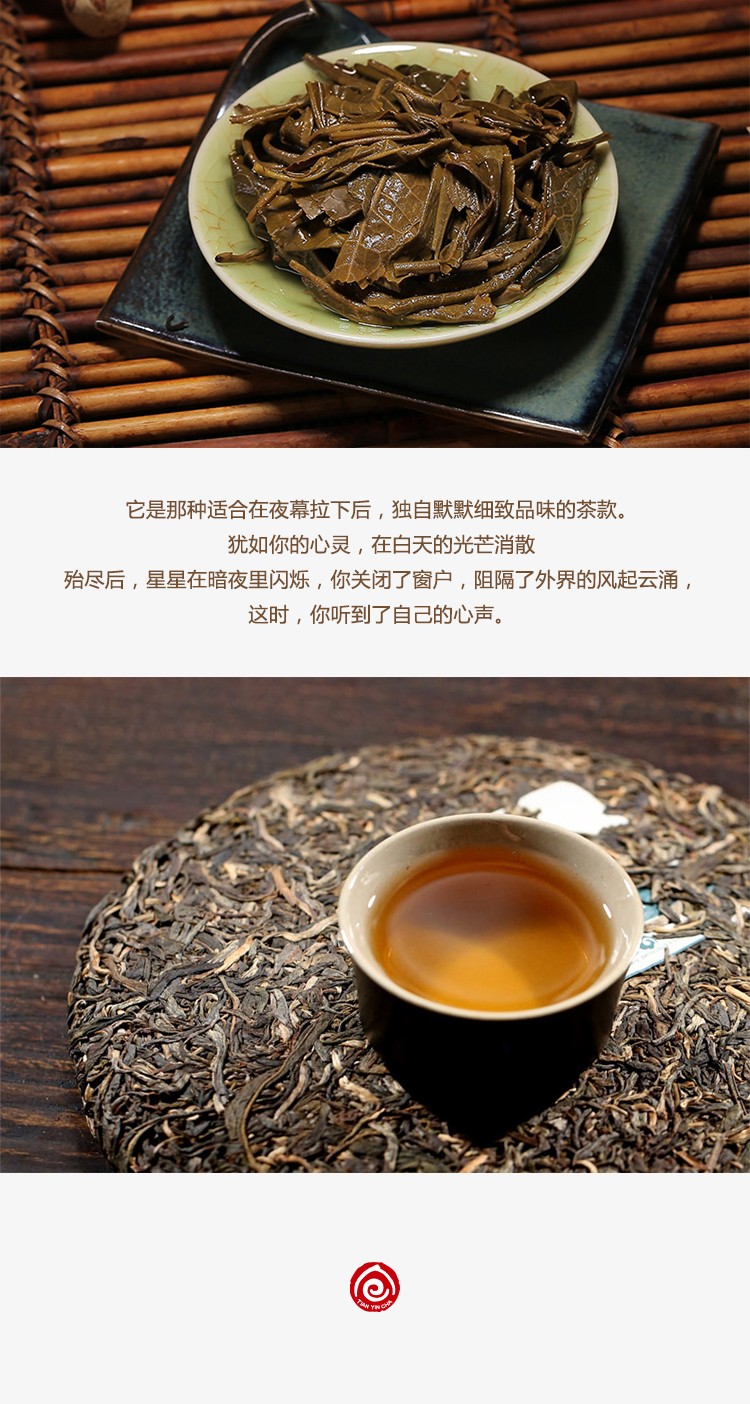 它是那种适合在夜幕拉下后，独自默默细致品味的茶款。
犹如你的心灵，在白天的光芒消散
殆尽后，星星在暗夜里闪烁，你关闭了窗户，阻隔了外界的风起云涌，
这时，你听到了自己的心声。
TIAN YIN CHA